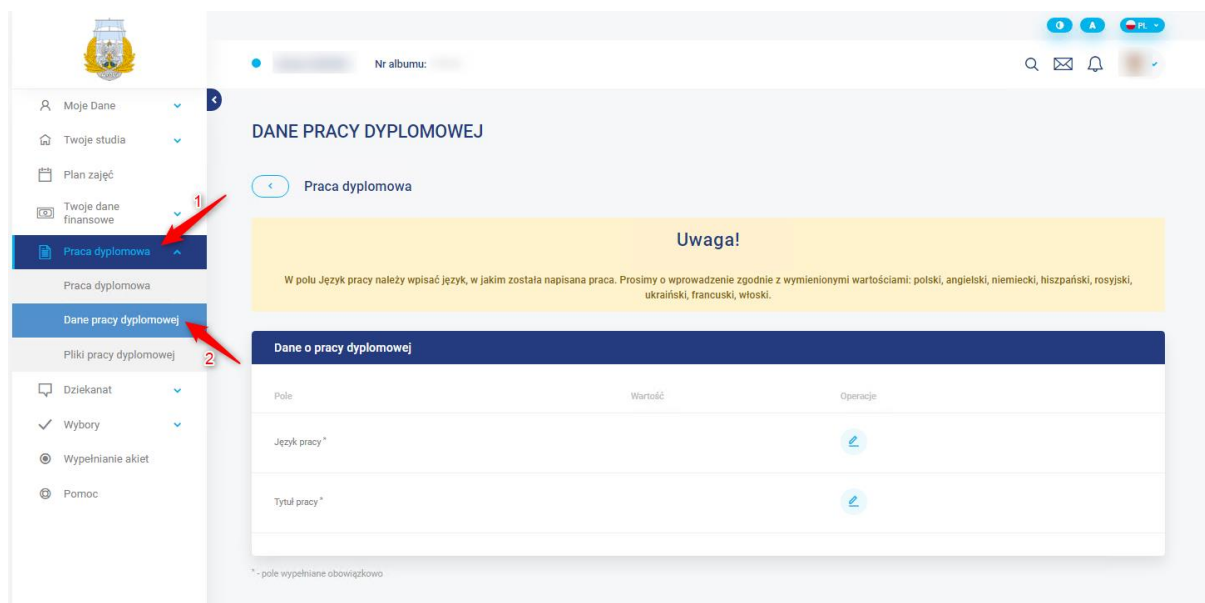 A
PL
Nr albumu:
Moje Dane
Twoje studia
Plan zajęć
Twoje dane
finansowe
1
Praca dyplomowa
Praca dyplomowa
Dane pracy dyplomowej
2
Pliki pracy dyplomowej
Dziekanat
Wybory
Wypełnianie akiet
Pomoc
DANE PRACY DYPLOMOWEJ
Praca dyplomowa
Uwaga!
W polu Język pracy należy wpisać język, w jakim została napisana praca. Prosimy o wprowadzenie zgodnie z wymienionymi wartościami: polski, angielski, niemiecki, hiszpański, rosyjski,
ukraiński, francuski, włoski.
Dane o pracy dyplomowej
Pole Wartość Operacje
Język pracy*
Tytuł pracy*
* - pole wypełniane obowiązkowo